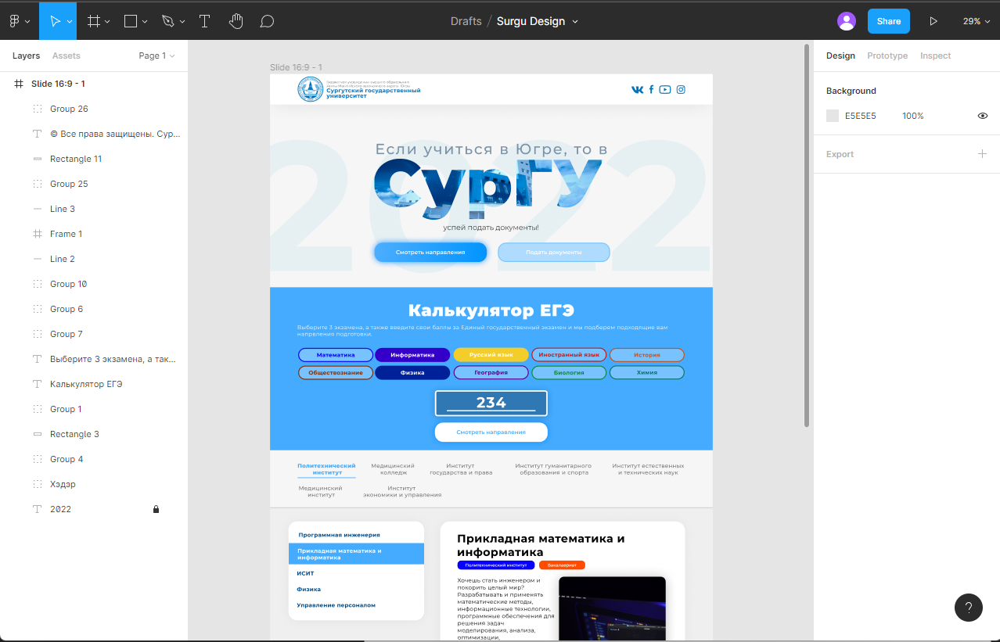 Drafts / Surgu Design
Share
29%
Layers
Assets
Page 1
Slide 16:9 - 1
Group 26
© Все права защищены. Сур...
Rectangle 11
Group 25
Line 3
Frame 1
Line 2
Group 10
Group 6
Group 7
Выберите 3 экзамена, а так...
Калькулятор ЕГЭ
Group 1
Rectangle 3
Group 4
Хэдэр
2022
Slide 16:9 - 1
Сургутский государственный
университет
2022
Если учиться в Югре, то в
СурГУ
успей подать документы!
Смотреть направления
Подать документы
Калькулятор ЕГЭ
Выберите 3 экзамена, а также введите свои баллы за Единый государственный экзамен и мы подберем подходящие вам
напрвления подготовки.
Математика
Информатика
Русский язык
Иностранный язык
История
Обществознание
Физика
География
Биология
Химия
234
Смотреть направления
Политехнический
институт
Медицинский
колледж
Институт
государства и права
Институт гуманитарного
образования и спорта
Институт естественных
и технических наук
Медицинский
институт
Институт
экономики и управления
Программная инженерия
Прикладная математика и
информатика
ИСИТ
Физика
Управление персоналом
Прикладная математика и
информатика
Политехнический институт
Бакалавриат
Хочешь стать инженером и
покорить целый мир?
Разрабатывать и применять
математические методы,
информационные технологии,
программные обеспечения для
решения задач
моделирования, анализа,
оптимизации,
Design
Prototype
Inspect
Background
E5E5E5
100%
Export
?